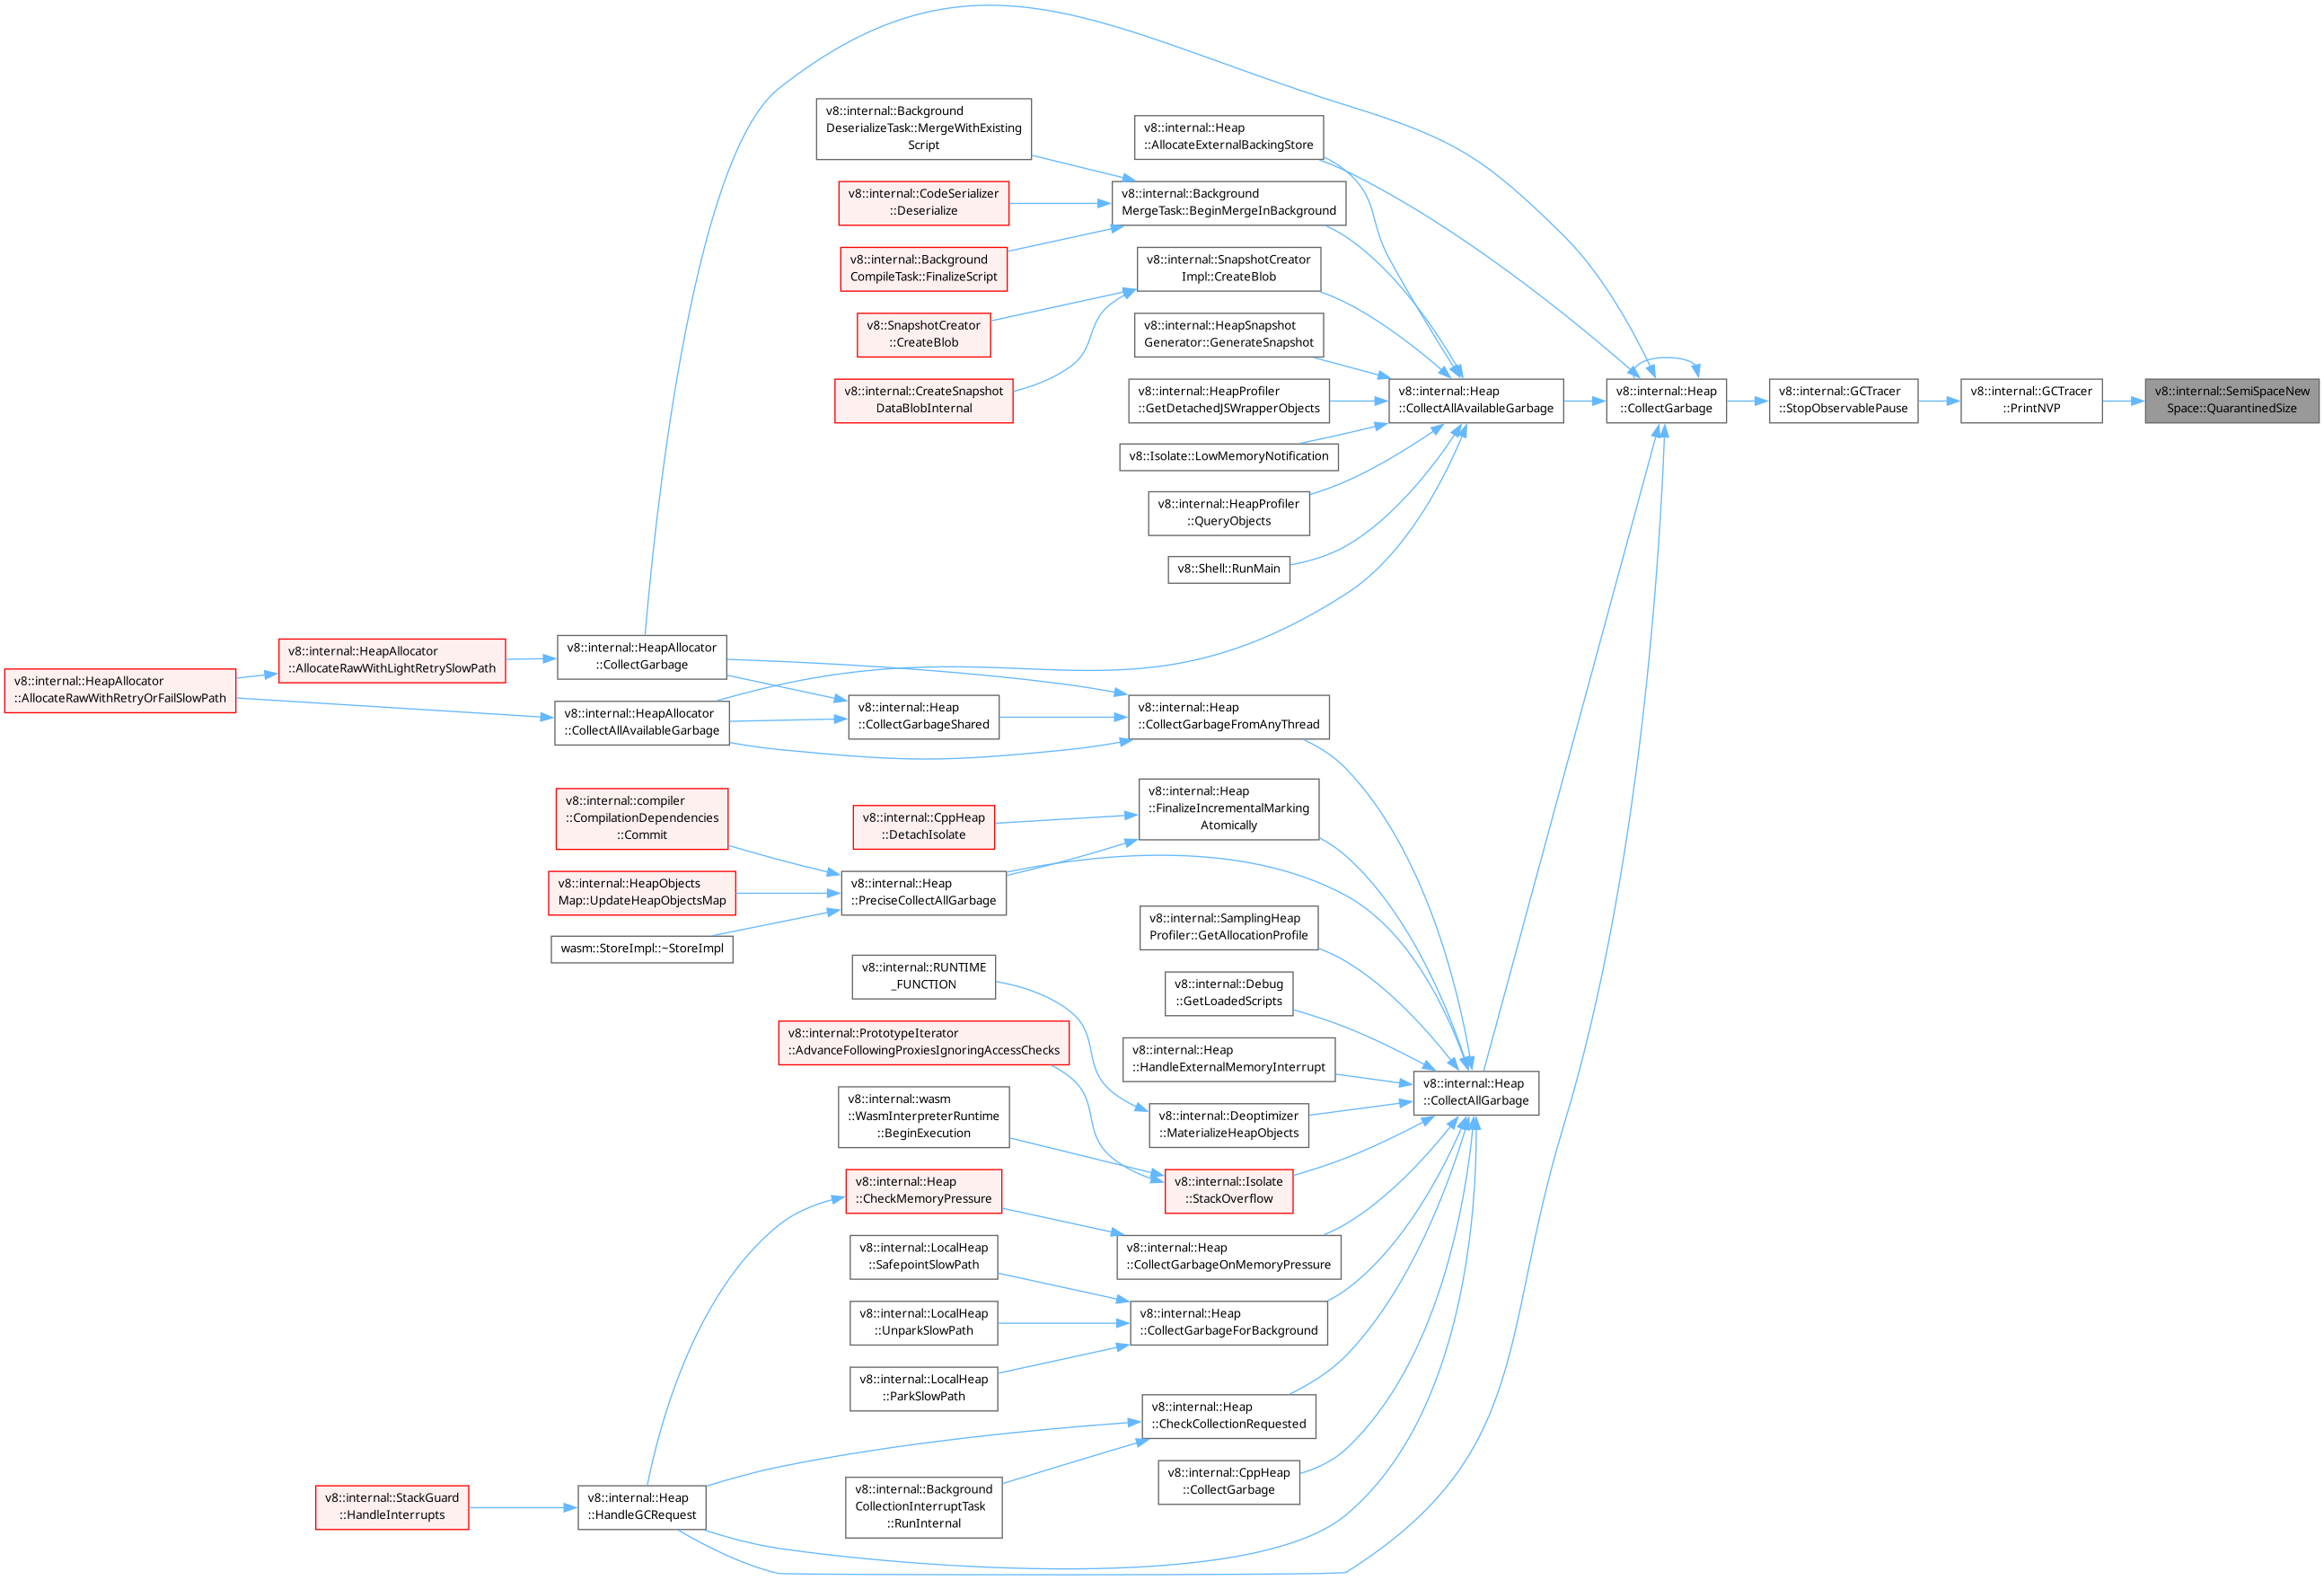 v8::internal::Background
DeserializeTask::MergeWithExisting
Script
v8::internal::Heap
::AllocateExternalBackingStore
v8::internal::CodeSerializer
::Deserialize
v8::internal::Background
MergeTask::BeginMergeInBackground
v8::internal::Background
CompileTask::FinalizeScript
v8::internal::SnapshotCreator
Impl::CreateBlob
v8::SnapshotCreator
::CreateBlob
v8::internal::HeapSnapshot
Generator::GenerateSnapshot
v8::internal::CreateSnapshot
DataBlobInternal
v8::internal::HeapProfiler
::GetDetachedJSWrapperObjects
v8::internal::Heap
::CollectAllAvailableGarbage
v8::internal::Heap
::CollectGarbage
v8::internal::GCTracer
::StopObservablePause
v8::internal::GCTracer
::PrintNVP
v8::internal::SemiSpaceNew
Space::QuarantinedSize
v8::Isolate::LowMemoryNotification
v8::internal::HeapProfiler
::QueryObjects
v8::Shell::RunMain
v8::internal::HeapAllocator
::AllocateRawWithRetryOrFailSlowPath
v8::internal::HeapAllocator
::AllocateRawWithLightRetrySlowPath
v8::internal::HeapAllocator
::CollectGarbage
v8::internal::HeapAllocator
::CollectAllAvailableGarbage
v8::internal::Heap
::CollectGarbageShared
v8::internal::Heap
::CollectGarbageFromAnyThread
v8::internal::compiler
::CompilationDependencies
::Commit
v8::internal::CppHeap
::DetachIsolate
v8::internal::Heap
::FinalizeIncrementalMarking
Atomically
v8::internal::HeapObjects
Map::UpdateHeapObjectsMap
v8::internal::Heap
::PreciseCollectAllGarbage
wasm::StoreImpl::~StoreImpl
v8::internal::SamplingHeap
Profiler::GetAllocationProfile
v8::internal::RUNTIME
_FUNCTION
v8::internal::Debug
::GetLoadedScripts
v8::internal::PrototypeIterator
::AdvanceFollowingProxiesIgnoringAccessChecks
v8::internal::Heap
::HandleExternalMemoryInterrupt
v8::internal::Heap
::CollectAllGarbage
v8::internal::wasm
::WasmInterpreterRuntime
::BeginExecution
v8::internal::Deoptimizer
::MaterializeHeapObjects
v8::internal::Heap
::CheckMemoryPressure
v8::internal::Isolate
::StackOverflow
v8::internal::LocalHeap
::SafepointSlowPath
v8::internal::Heap
::CollectGarbageOnMemoryPressure
v8::internal::LocalHeap
::UnparkSlowPath
v8::internal::Heap
::CollectGarbageForBackground
v8::internal::LocalHeap
::ParkSlowPath
v8::internal::Heap
::CheckCollectionRequested
v8::internal::StackGuard
::HandleInterrupts
v8::internal::Heap
::HandleGCRequest
v8::internal::Background
CollectionInterruptTask
::RunInternal
v8::internal::CppHeap
::CollectGarbage